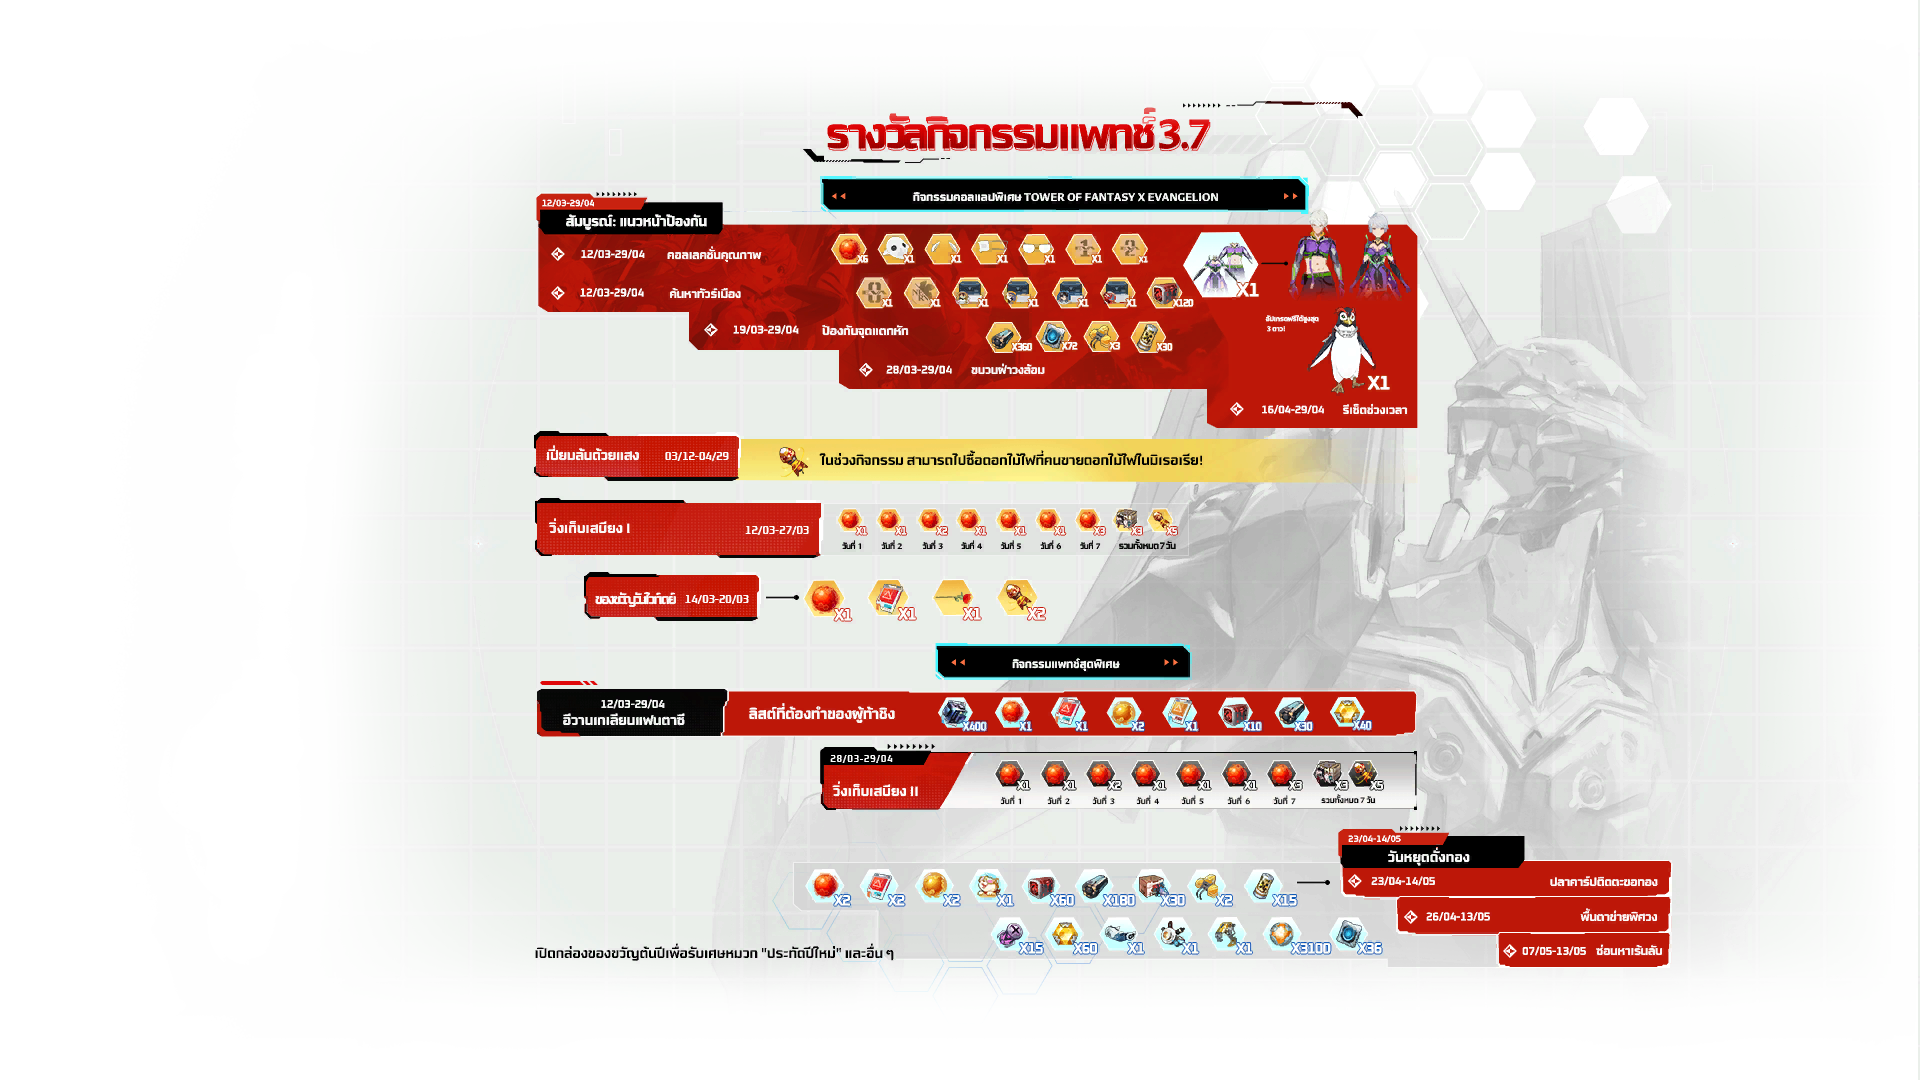 รางวัลกิจกรรมแพทช์ 3.7
กิจกรรมคอลแลปพิเศษ TOWER OF FANTASY X EVANGELION
12/03-29/04
สัมบูรณ์: แนวหน้าป้องกัน
12/03-29/04 คอลเลคชั่นคุณภาพ
X6 X1 X1 X1 X1 X1 X1
X1
12/03-29/04 ค้นหาทัวร์เมือง
X1 X1 X1 X1 X1 X1 X120
19/03-29/04 ป้องกันจุดแตกหัก
อัปเกรดฟรีได้สูงสุด
3 ดาว!
X360 X72 X3 X30
28/03-29/04 ขนวนฝ่าวงล้อม
X1
16/04-29/04 รีเซ็ตช่วงเวลา
เปี่ยมล้นด้วยแสง 03/12-04/29
ในช่วงกิจกรรม สามารถไปซื้อดอกไม้ไฟที่คนขายดอกไม้ไฟในมิเรอเรีย!
วิ่งเก็บเสบียง I 12/03-27/03
X1 X1 X2 X1 X1 X1 X3 X3 X5
วันที่ 1 วันที่ 2 วันที่ 3 วันที่ 4 วันที่ 5 วันที่ 6 วันที่ 7 รวมทั้งหมด 7 วัน
ของขวัญวันไวท์เดย์ 14/03-20/03
X1 X1 X1 X2
กิจกรรมแพทช์สุดพิเศษ
12/03-29/04
อีวานเกเลียนแฟนตาซี
ลิสต์ที่ต้องทำของผู้ท้าชิง
X400 X1 X1 X2 X1 X10 X30 X40
28/03-29/04
วิ่งเก็บเสบียง II
X1 X1 X2 X1 X1 X1 X3 X3 X5
วันที่ 1 วันที่ 2 วันที่ 3 วันที่ 4 วันที่ 5 วันที่ 6 วันที่ 7 รวมทั้งหมด 7 วัน
23/04-14/05
วันหยุดดั่งทอง
23/04-14/05 ปลาคาร์ปติดตะขอทอง
X2 X2 X2 X1 X60 X180 X30 X2 X15
26/04-13/05 พื้นตาข่ายพิศวง
X15 X60 X1 X1 X1 X3100 X36
07/05-13/05 ซ่อนหาเร้นลับ
เปิดกล่องของขวัญต้นปีเพื่อรับเศษหมวก "ประทัดปีใหม่" และอื่น ๆ